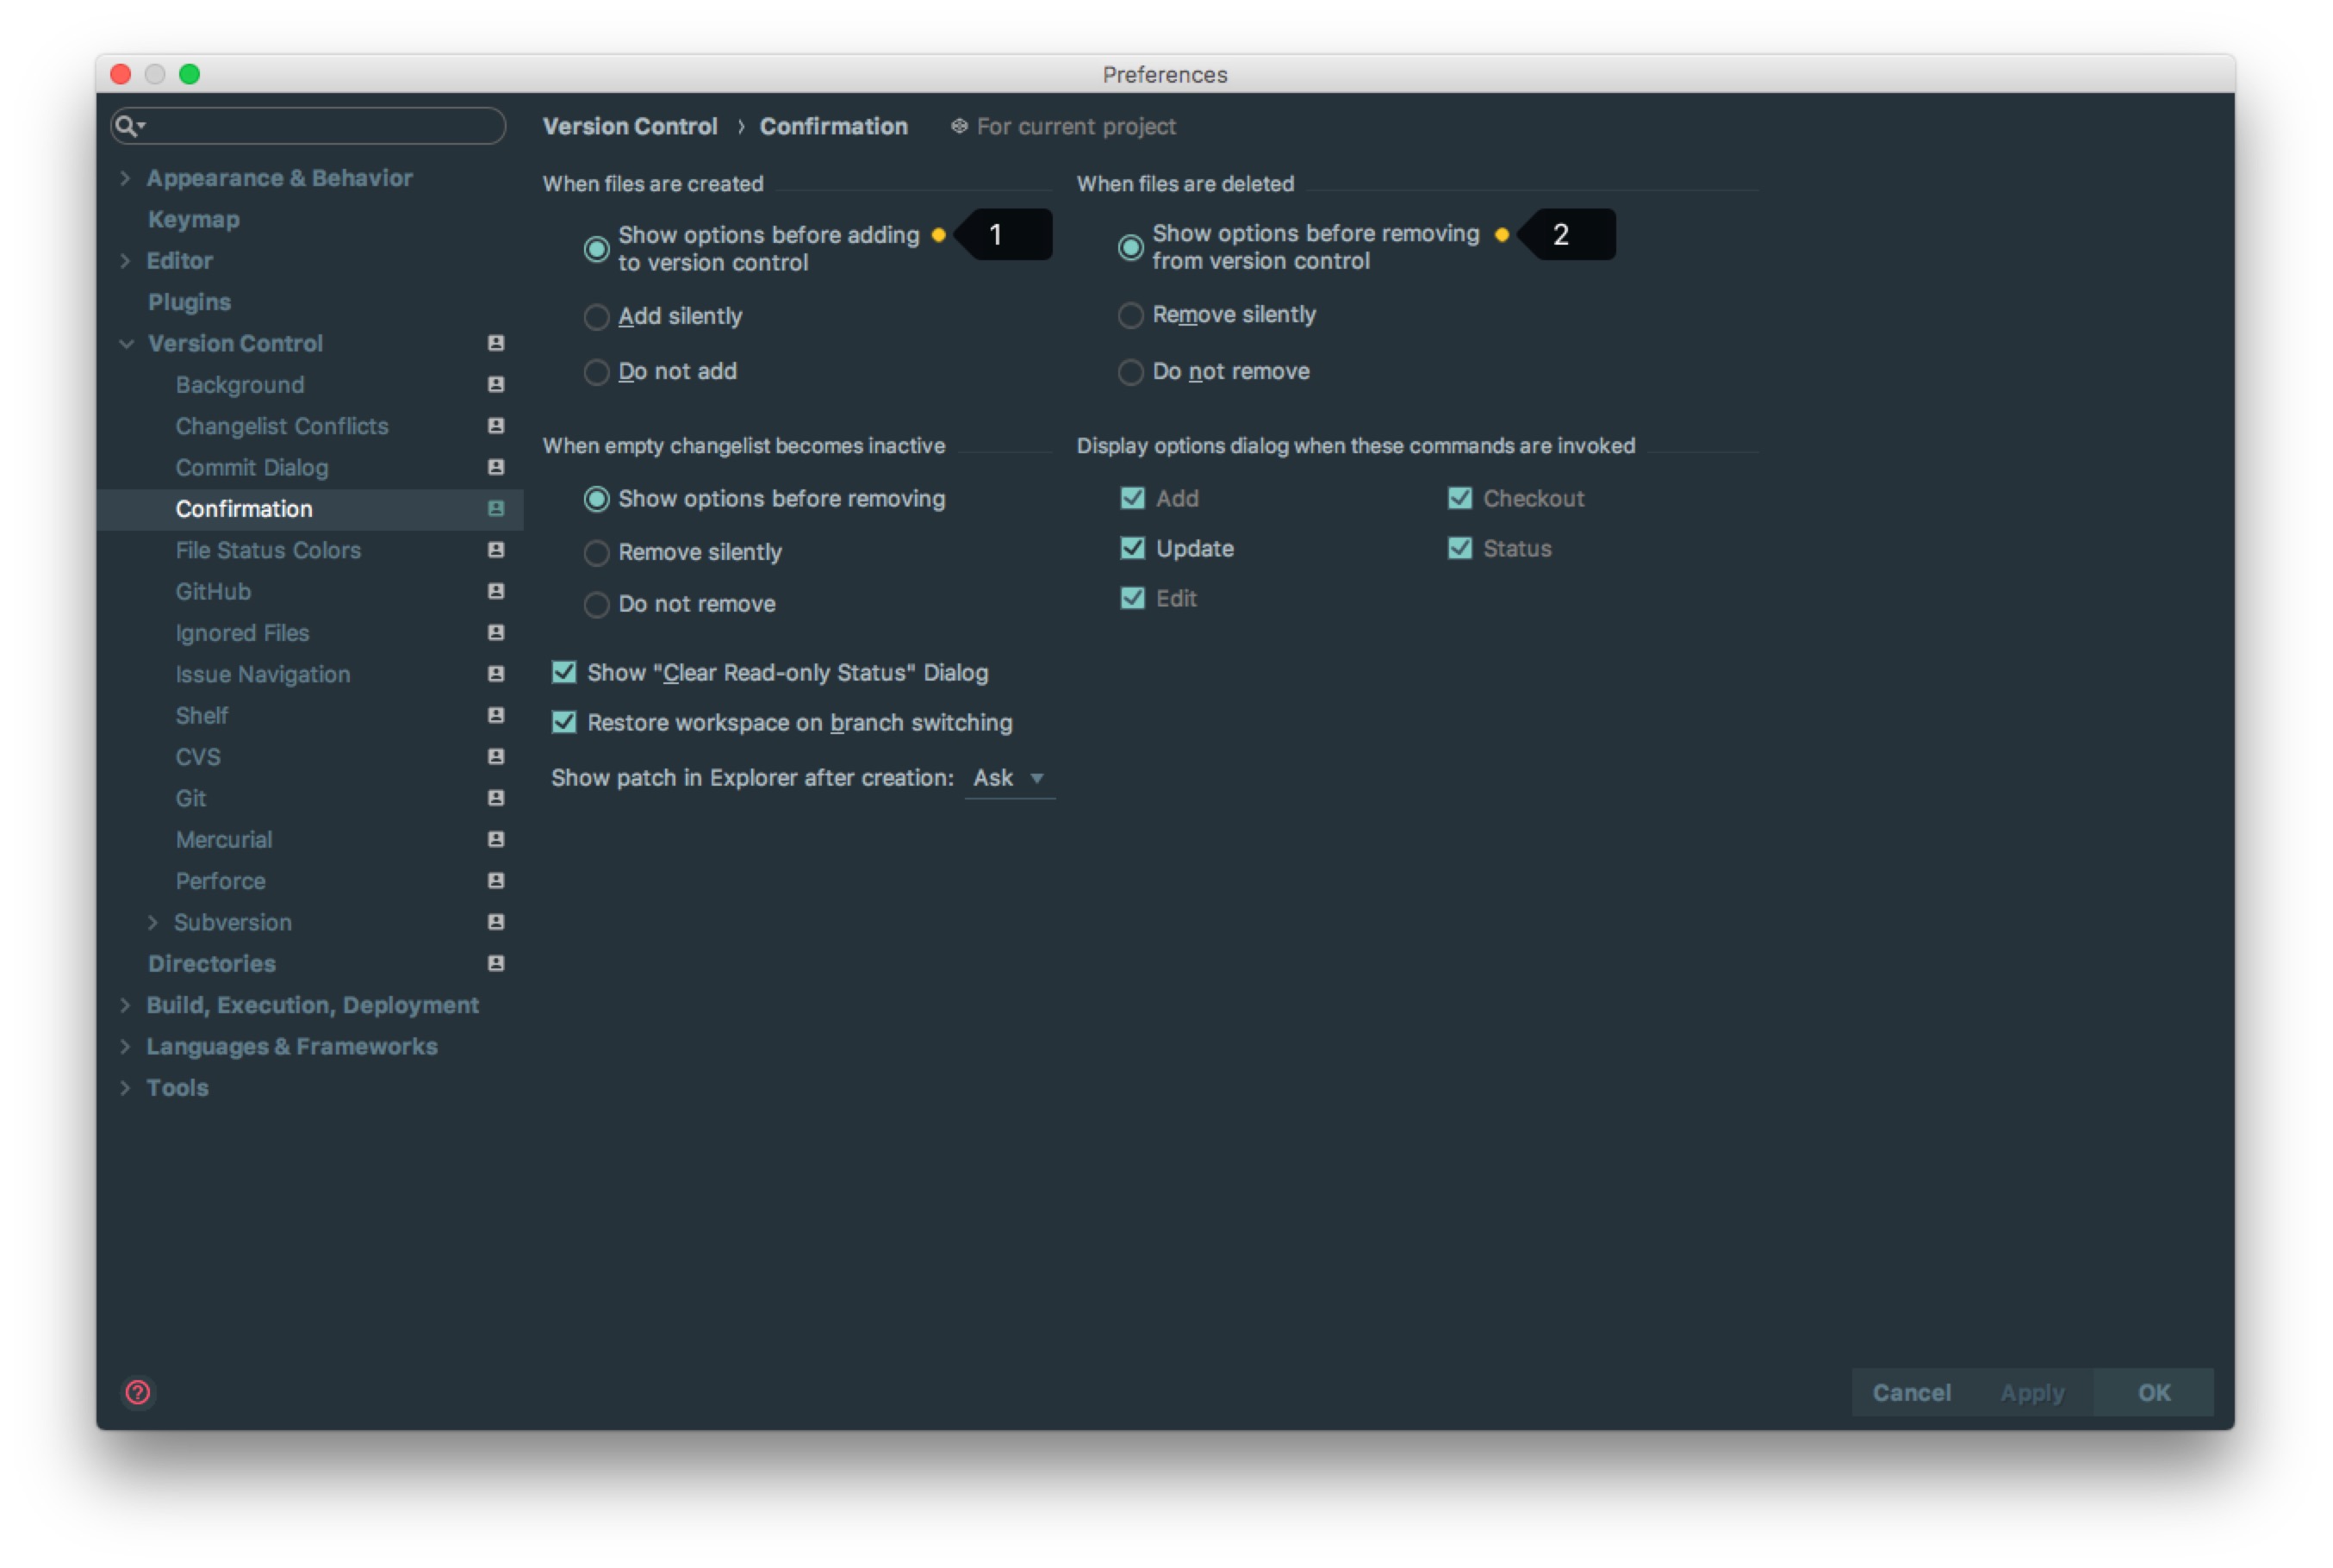 Preferences
Version Control › Confirmation For current project
Appearance & Behavior
Keymap
Editor
Plugins
Version Control
Background
Changelist Conflicts
Commit Dialog
Confirmation
File Status Colors
GitHub
Ignored Files
Issue Navigation
Shelf
CVS
Git
Mercurial
Perforce
Subversion
Directories
Build, Execution, Deployment
Languages & Frameworks
Tools
When files are created
Show options before adding
to version control
1
Add silently
Do not add
When files are deleted
Show options before removing
from version control
2
Remove silently
Do not remove
When empty changelist becomes inactive
Show options before removing
Remove silently
Do not remove
Display options dialog when these commands are invoked
Add Checkout
Update Status
Edit
Show "Clear Read-only Status" Dialog
Restore workspace on branch switching
Show patch in Explorer after creation: Ask
?
Cancel Apply OK